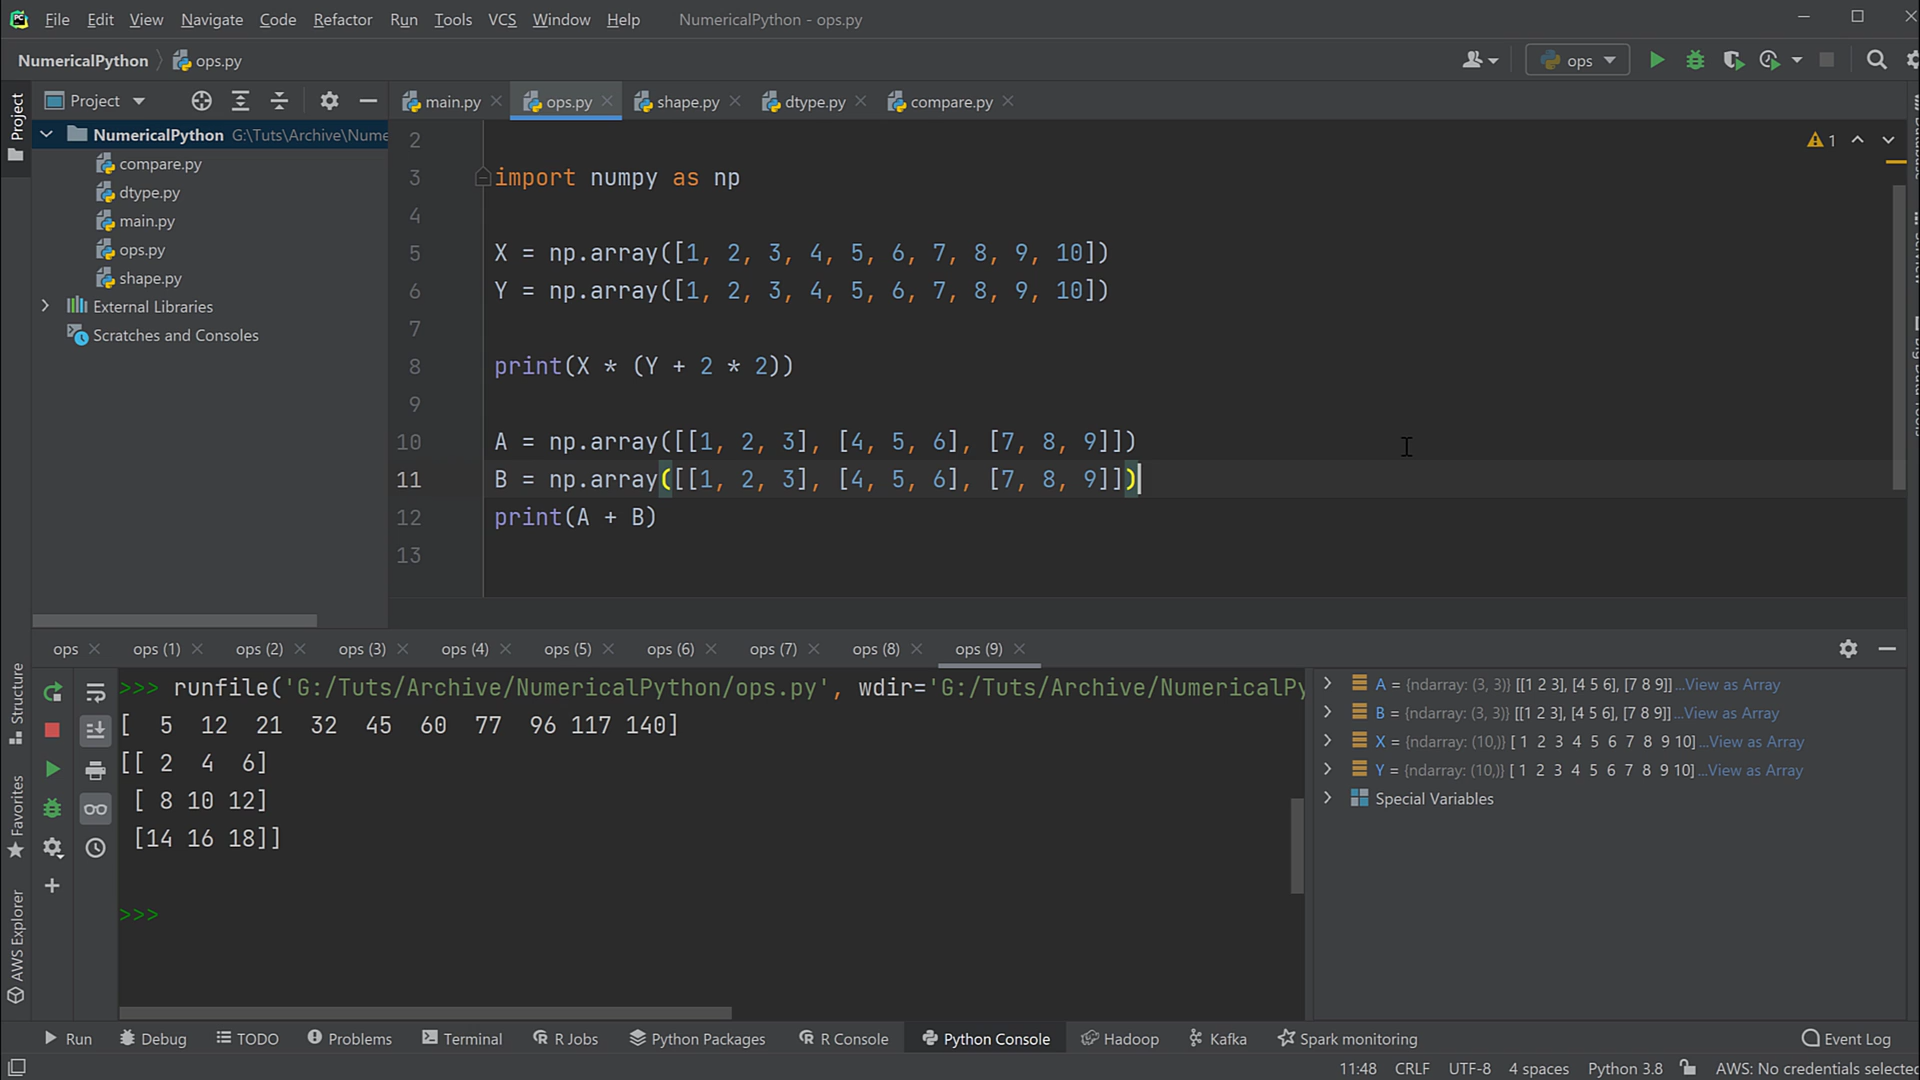 File Edit View Navigate Code Refactor Run Tools VCS Window Help NumericalPython - ops.py
NumericalPython ops.py ops
Project
Project
main.py ops.py shape.py dtype.py compare.py
NumericalPython G:\Tuts\Archive\Nume
compare.py
dtype.py
main.py
ops.py
shape.py
External Libraries
Scratches and Consoles
1
2
3 import numpy as np
4
5 X = np.array([1, 2, 3, 4, 5, 6, 7, 8, 9, 10])
6 Y = np.array([1, 2, 3, 4, 5, 6, 7, 8, 9, 10])
7
8 print(X * (Y + 2 * 2))
9
10 A = np.array([[1, 2, 3], [4, 5, 6], [7, 8, 9]])
11 B = np.array([[1, 2, 3], [4, 5, 6], [7, 8, 9]])
12 print(A + B)
13
ops ops (1) ops (2) ops (3) ops (4) ops (5) ops (6) ops (7) ops (8) ops (9)
>>> runfile('G:/Tuts/Archive/NumericalPython/ops.py', wdir='G:/Tuts/Archive/NumericalPy
[  5  12  21  32  45  60  77  96 117 140]
[[ 2  4  6]
[ 8 10 12]
[14 16 18]]
>>>
A = {ndarray: (3, 3)} [[1 2 3], [4 5 6], [7 8 9]] ...View as Array
B = {ndarray: (3, 3)} [[1 2 3], [4 5 6], [7 8 9]] ...View as Array
X = {ndarray: (10,)} [ 1 2 3 4 5 6 7 8 9 10] ...View as Array
Y = {ndarray: (10,)} [ 1 2 3 4 5 6 7 8 9 10] ...View as Array
Special Variables
Structure
Favorites
AWS Explorer
Run Debug TODO Problems Terminal R Jobs Python Packages R Console Python Console Hadoop Kafka Spark monitoring Event Log
11:48 CRLF UTF-8 4 spaces Python 3.8 AWS: No credentials selected